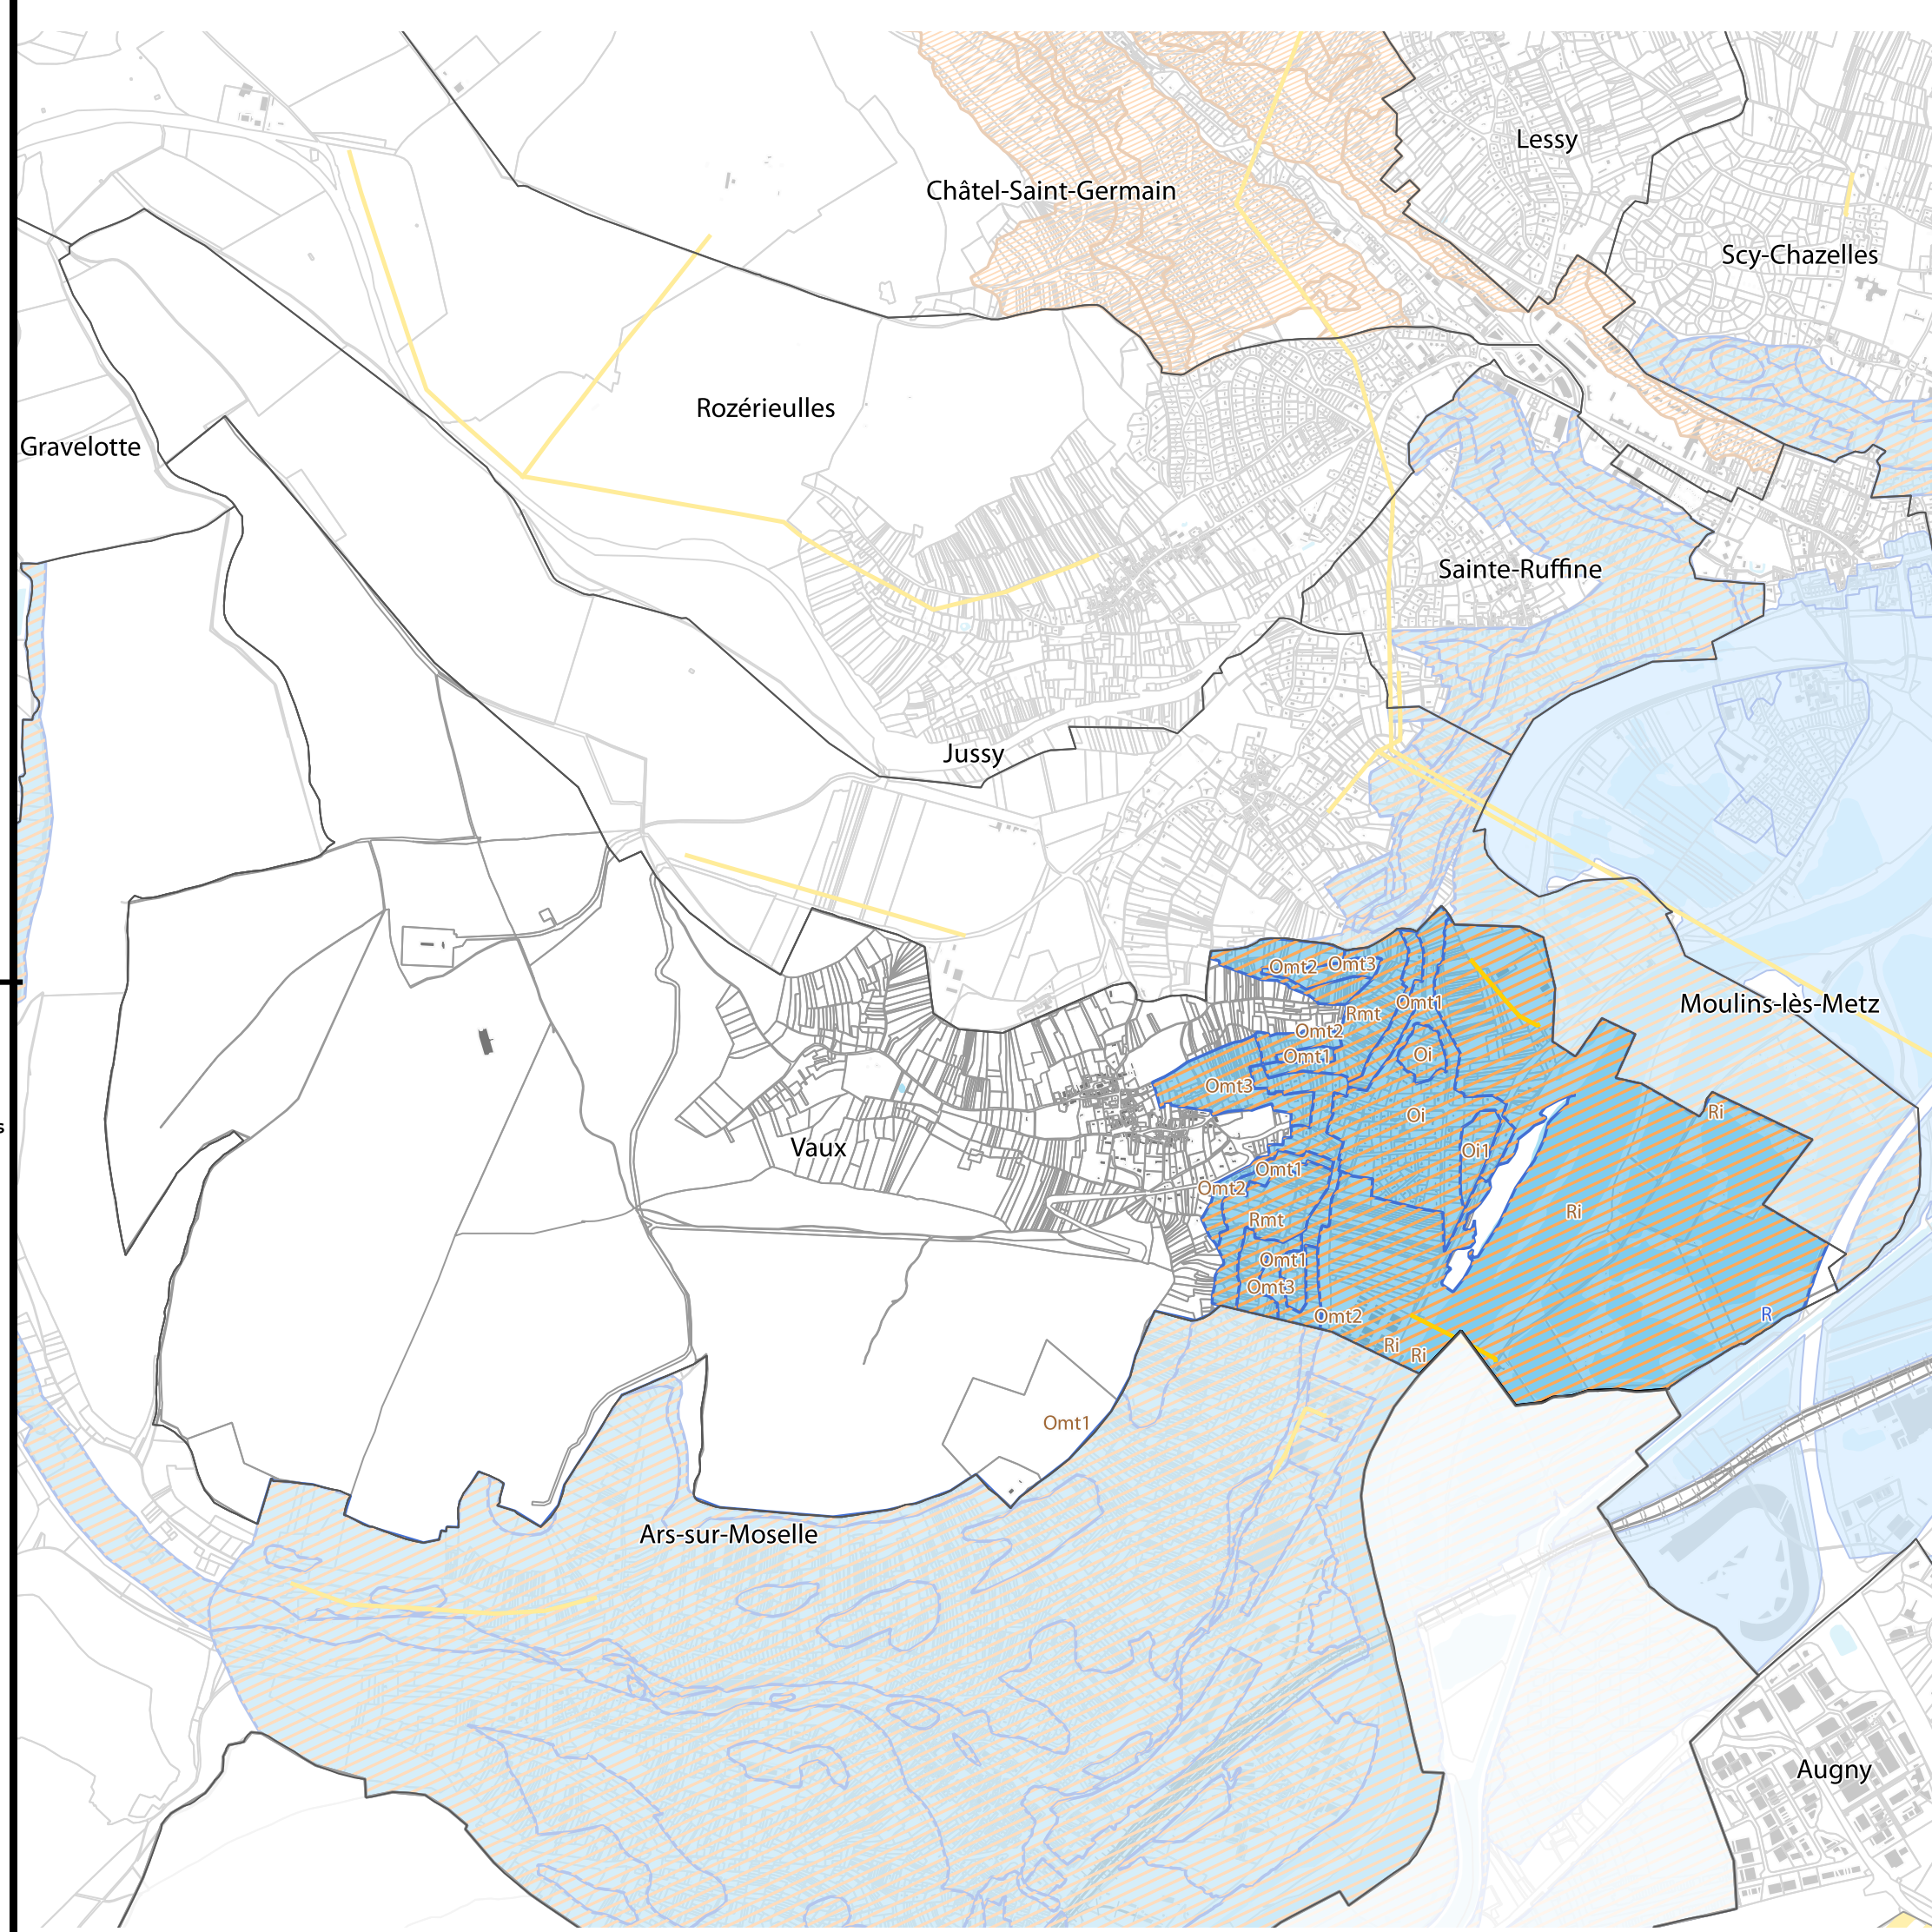 Lessy
Châtel-Saint-Germain
Scy-Chazelles
Rozérieulles
Gravelotte
Sainte-Ruffine
Jussy
Omt2
Omt3
Omt1
Moulins-lès-Metz
Rmt
Omt2
Omt1
Oi
Omt3
Ri
Oi
s
Vaux
Oi1
Omt1
Omt2
Ri
Rmt
Omt1
Omt3
Omt2
R
Ri
Ri
Omt1
Ars-sur-Moselle
Augny